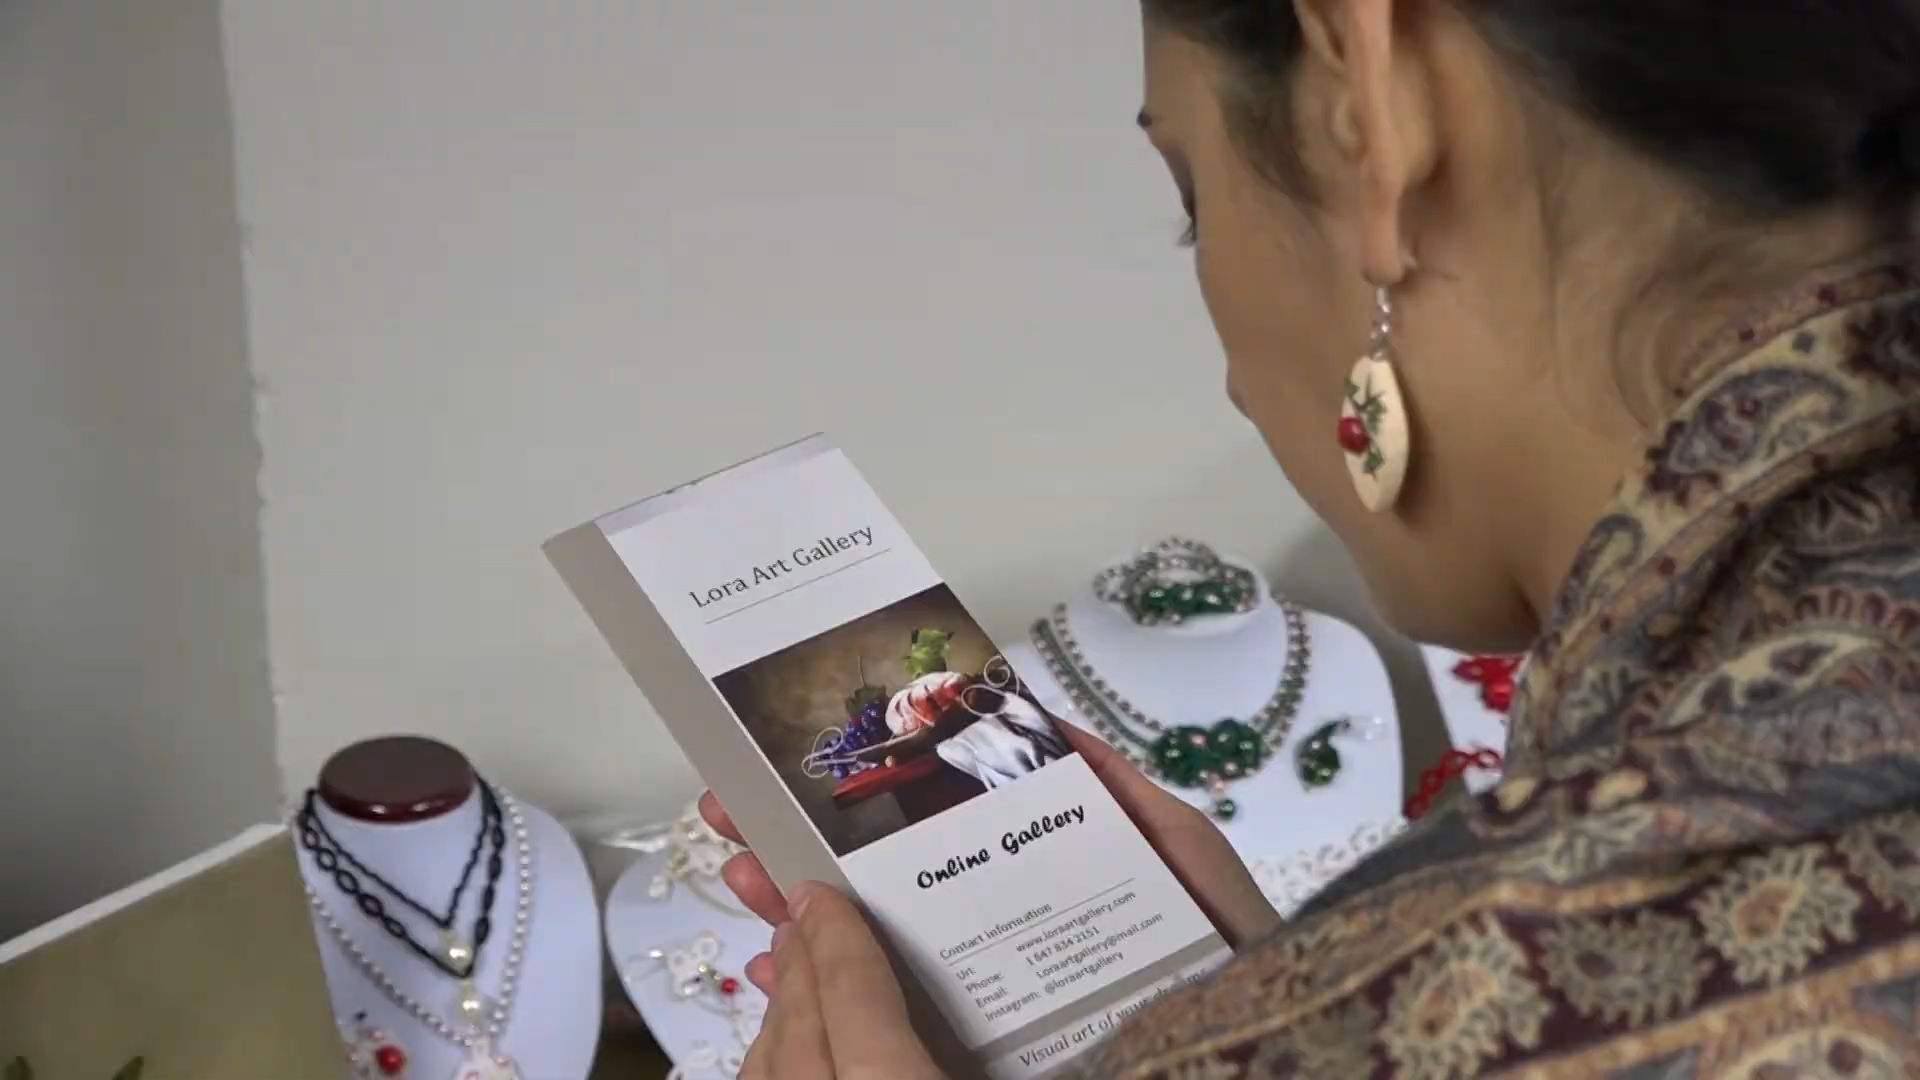 Lora Art Gallery
Online Gallery
Contact information
Url: www.loraartgallery.com
Phone: 1 647 834 2151
Email: Loraartgallery@mail.com
Instagram: @loraartgallery
Visual art of your dreams